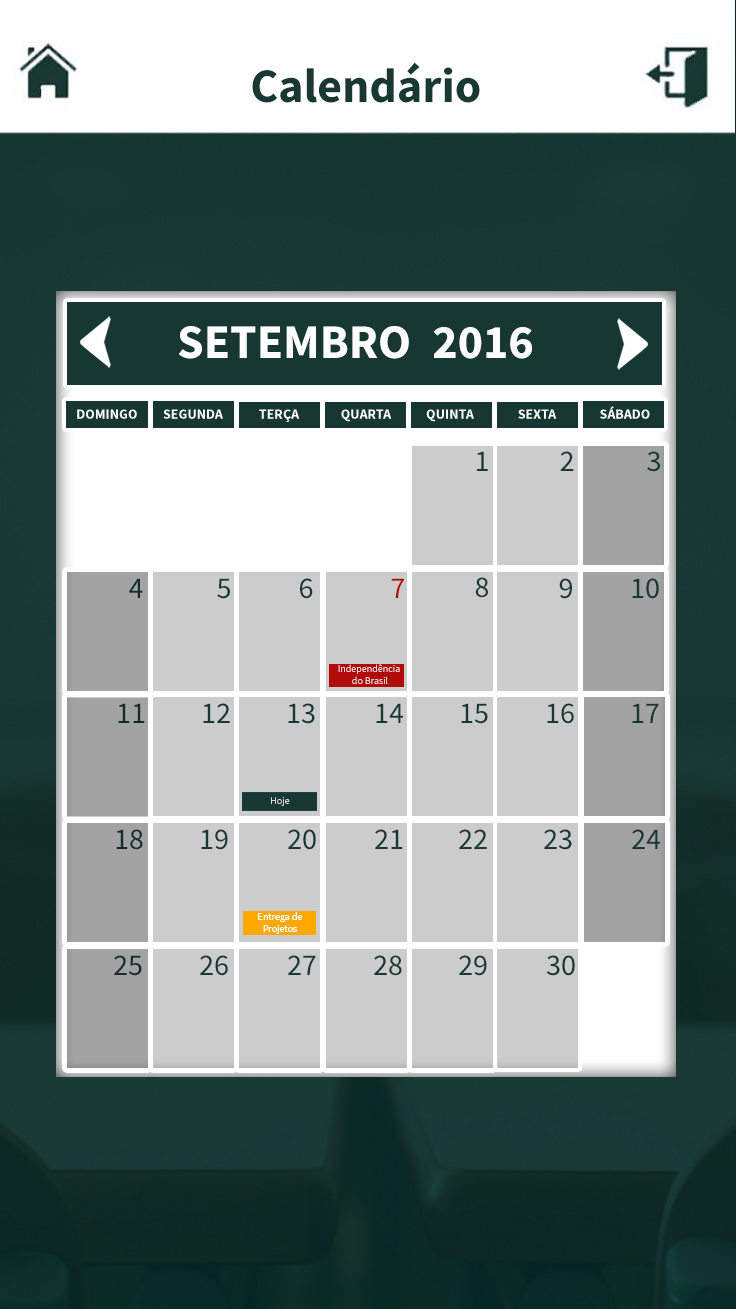 Calendário
SETEMBRO 2016
DOMINGO SEGUNDA TERÇA QUARTA QUINTA SEXTA SÁBADO
1 2 3
4 5 6 7 8 9 10
Independência
do Brasil
11 12 13 14 15 16 17
Hoje
18 19 20 21 22 23 24
Entrega de
Projetos
25 26 27 28 29 30